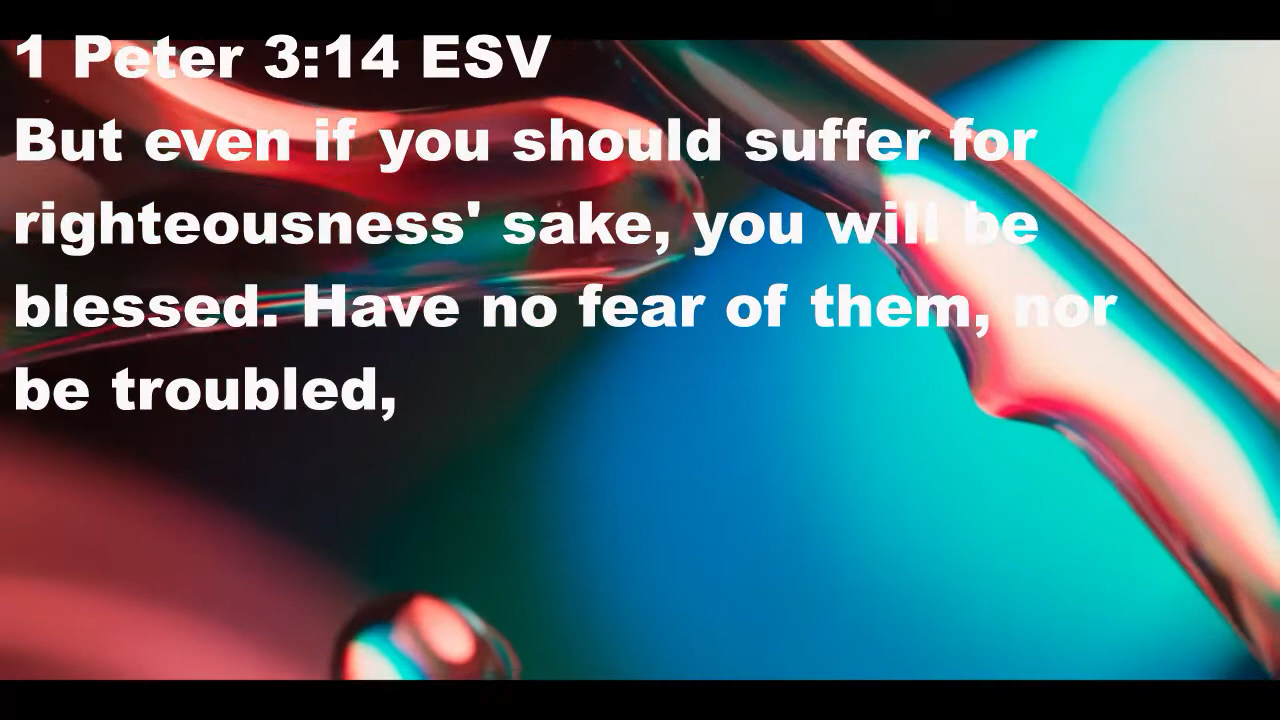 1 Peter 3:14 ESV
But even if you should suffer for
righteousness' sake, you will be
blessed. Have no fear of them, nor
be troubled,